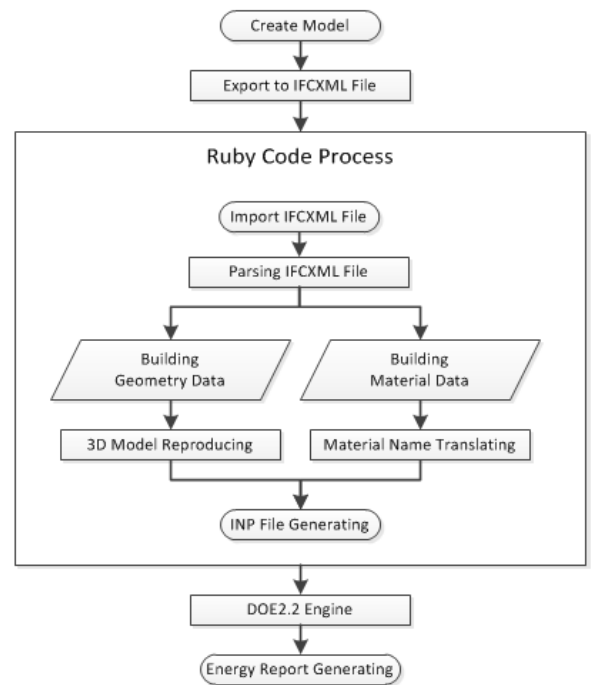 Create Model
Export to IFCXML File
Ruby Code Process
Import IFCXML File
Parsing IFCXML File
Building
Geometry Data
Building
Material Data
3D Model Reproducing
Material Name Translating
INP File Generating
DOE2.2 Engine
Energy Report Generating